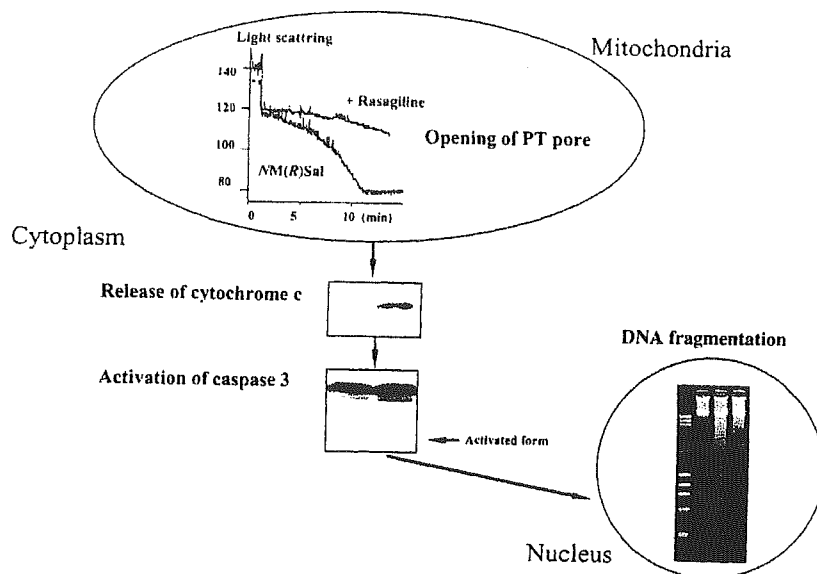 Light scattring
Mitochondria
140
120
100
80
+ Rasagiline
Opening of PT pore
NM(R)Sal
0 5 10 (min)
Cytoplasm
Release of cytochrome c
DNA fragmentation
Activation of caspase 3
Activated form
Nucleus